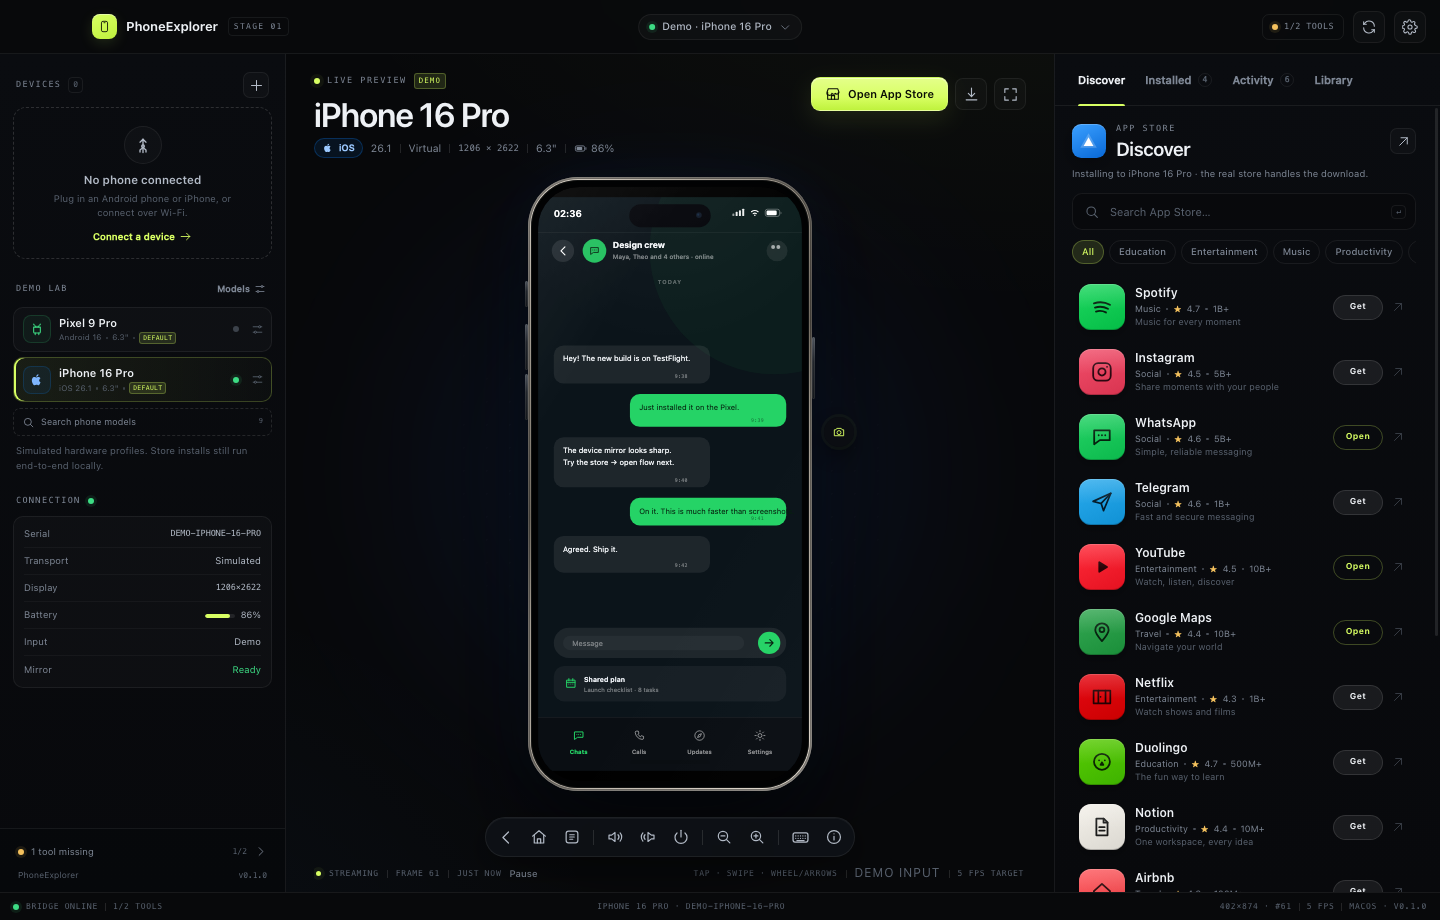 PhoneExplorer STAGE 01
Demo · iPhone 16 Pro
1/2 TOOLS
DEVICES 0
No phone connected
Plug in an Android phone or iPhone, or
connect over Wi-Fi.
Connect a device →
DEMO LAB Models
Pixel 9 Pro
Android 16 · 6.3" · DEFAULT
iPhone 16 Pro
iOS 26.1 · 6.3" · DEFAULT
Search phone models 9
Simulated hardware profiles. Store installs still run
end-to-end locally.
CONNECTION
Serial DEMO-IPHONE-16-PRO
Transport Simulated
Display 1206×2622
Battery 86%
Input Demo
Mirror Ready
1 tool missing 1/2
PhoneExplorer v0.1.0
LIVE PREVIEW DEMO
iPhone 16 Pro
iOS 26.1 | Virtual | 1206 × 2622 | 6.3" | 86%
Open App Store
02:36
Design crew
Maya, Theo and 4 others · online
TODAY
Hey! The new build is on TestFlight.
9:38
Just installed it on the Pixel.
9:39
The device mirror looks sharp.
Try the store → open flow next.
9:40
On it. This is much faster than screensho
9:41
Agreed. Ship it.
9:42
Message
Shared plan
Launch checklist · 8 tasks
Chats Calls Updates Settings
STREAMING | FRAME 61 | JUST NOW Pause
TAP · SWIPE · WHEEL/ARROWS | DEMO INPUT | 5 FPS TARGET
Discover Installed 4 Activity 6 Library
APP STORE
Discover
Installing to iPhone 16 Pro · the real store handles the download.
Search App Store…
All Education Entertainment Music Productivity
Spotify
Music · ★ 4.7 · 1B+
Music for every moment
Get
Instagram
Social · ★ 4.5 · 5B+
Share moments with your people
Get
WhatsApp
Social · ★ 4.6 · 5B+
Simple, reliable messaging
Open
Telegram
Social · ★ 4.6 · 1B+
Fast and secure messaging
Get
YouTube
Entertainment · ★ 4.5 · 10B+
Watch, listen, discover
Open
Google Maps
Travel · ★ 4.4 · 10B+
Navigate your world
Open
Netflix
Entertainment · ★ 4.3 · 1B+
Watch shows and films
Get
Duolingo
Education · ★ 4.7 · 500M+
The fun way to learn
Get
Notion
Productivity · ★ 4.4 · 10M+
One workspace, every idea
Get
Airbnb
Get
BRIDGE ONLINE | 1/2 TOOLS
IPHONE 16 PRO · DEMO-IPHONE-16-PRO
402×874 · #61 | 5 FPS | MACOS · V0.1.0